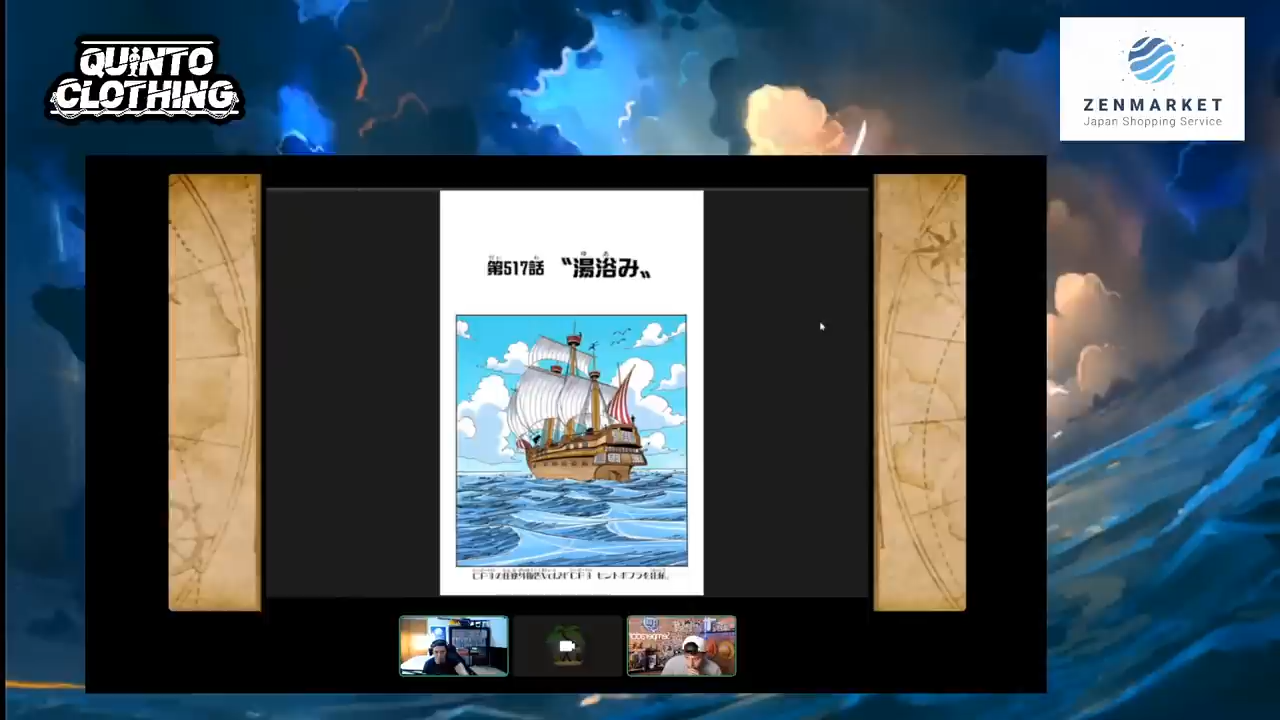 QUINTO
CLOTHING
ZENMARKET
Japan Shopping Service
第517話 〝湯浴み〟